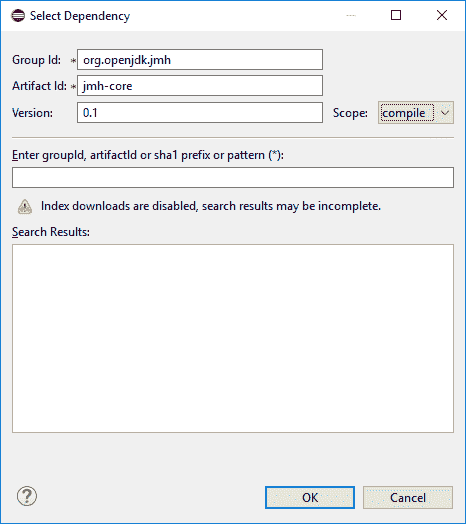 Select Dependency
Group Id: * org.openjdk.jmh
Artifact Id: * jmh-core
Version: 0.1 Scope: compile
Enter groupId, artifactId or sha1 prefix or pattern (*):
Index downloads are disabled, search results may be incomplete.
Search Results:
? OK Cancel